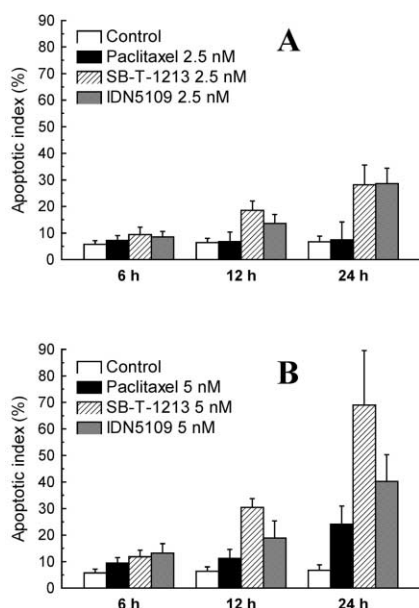 A
Control
Paclitaxel 2.5 nM
SB-T-1213 2.5 nM
IDN5109 2.5 nM
Apoptotic index (%)
90
80
70
60
50
40
30
20
10
0
6 h 12 h 24 h
B
Control
Paclitaxel 5 nM
SB-T-1213 5 nM
IDN5109 5 nM
Apoptotic index (%)
90
80
70
60
50
40
30
20
10
0
6 h 12 h 24 h